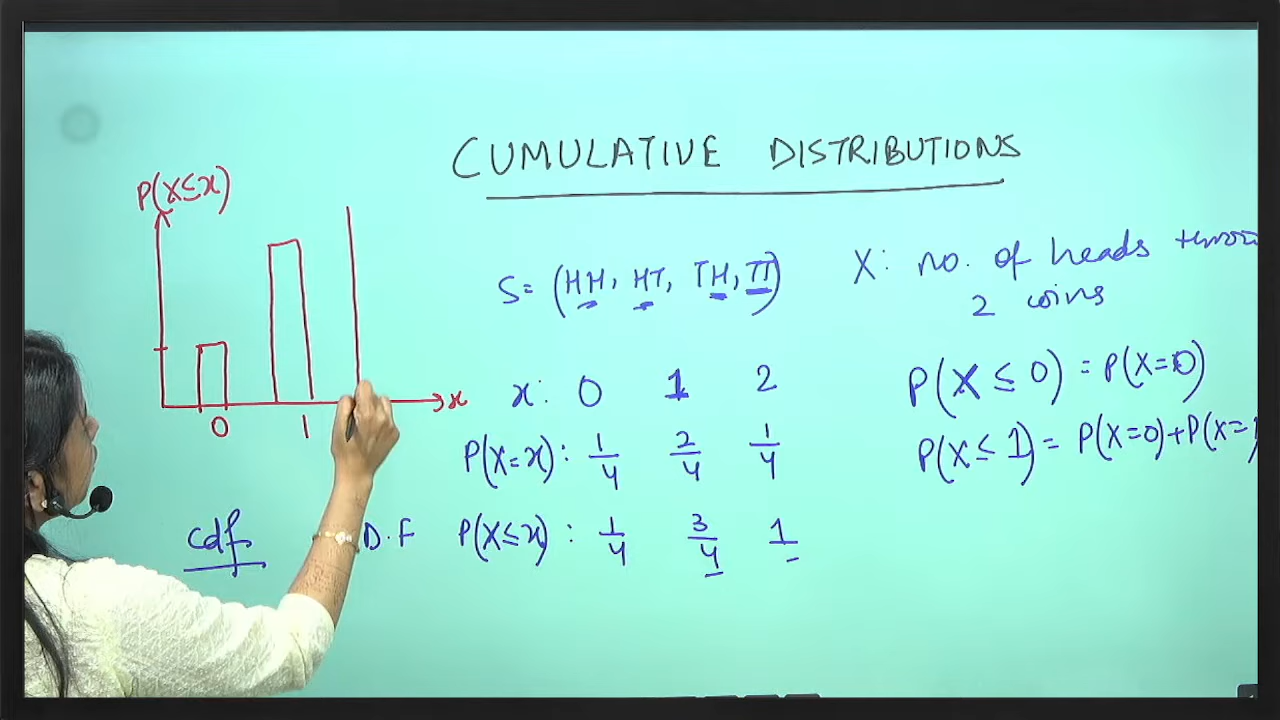 CUMULATIVE DISTRIBUTIONS
P(X≤x)
S= (HH, HT, TH, TT)
X: no. of heads
2 coins
x
0 1
x: 0 1 2
P(X=x): 1/4 2/4 1/4
P(X≤0) = P(X=0)
P(X≤1) = P(X=0)+P(X=1
cdf
D.F P(X≤x): 1/4 3/4 1